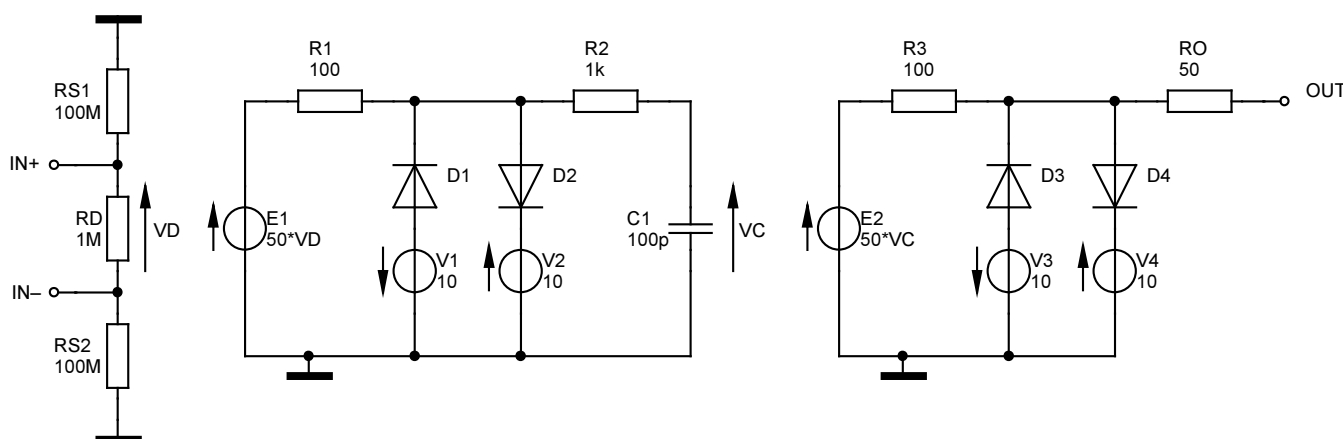 RS1
100M
IN+
RD
1M
VD
IN–
RS2
100M
R1
100
E1
50*VD
D1
V1
10
D2
V2
10
R2
1k
C1
100p
VC
R3
100
E2
50*VC
D3
V3
10
D4
V4
10
RO
50
OUT